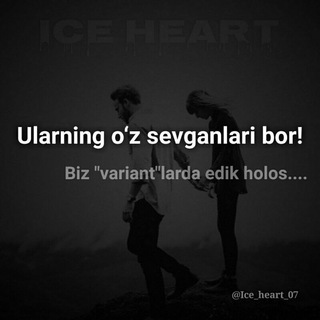 ICE HEART
Ularning o‘z sevganlari bor!
Biz "variant"larda edik holos....
@Ice_heart_07